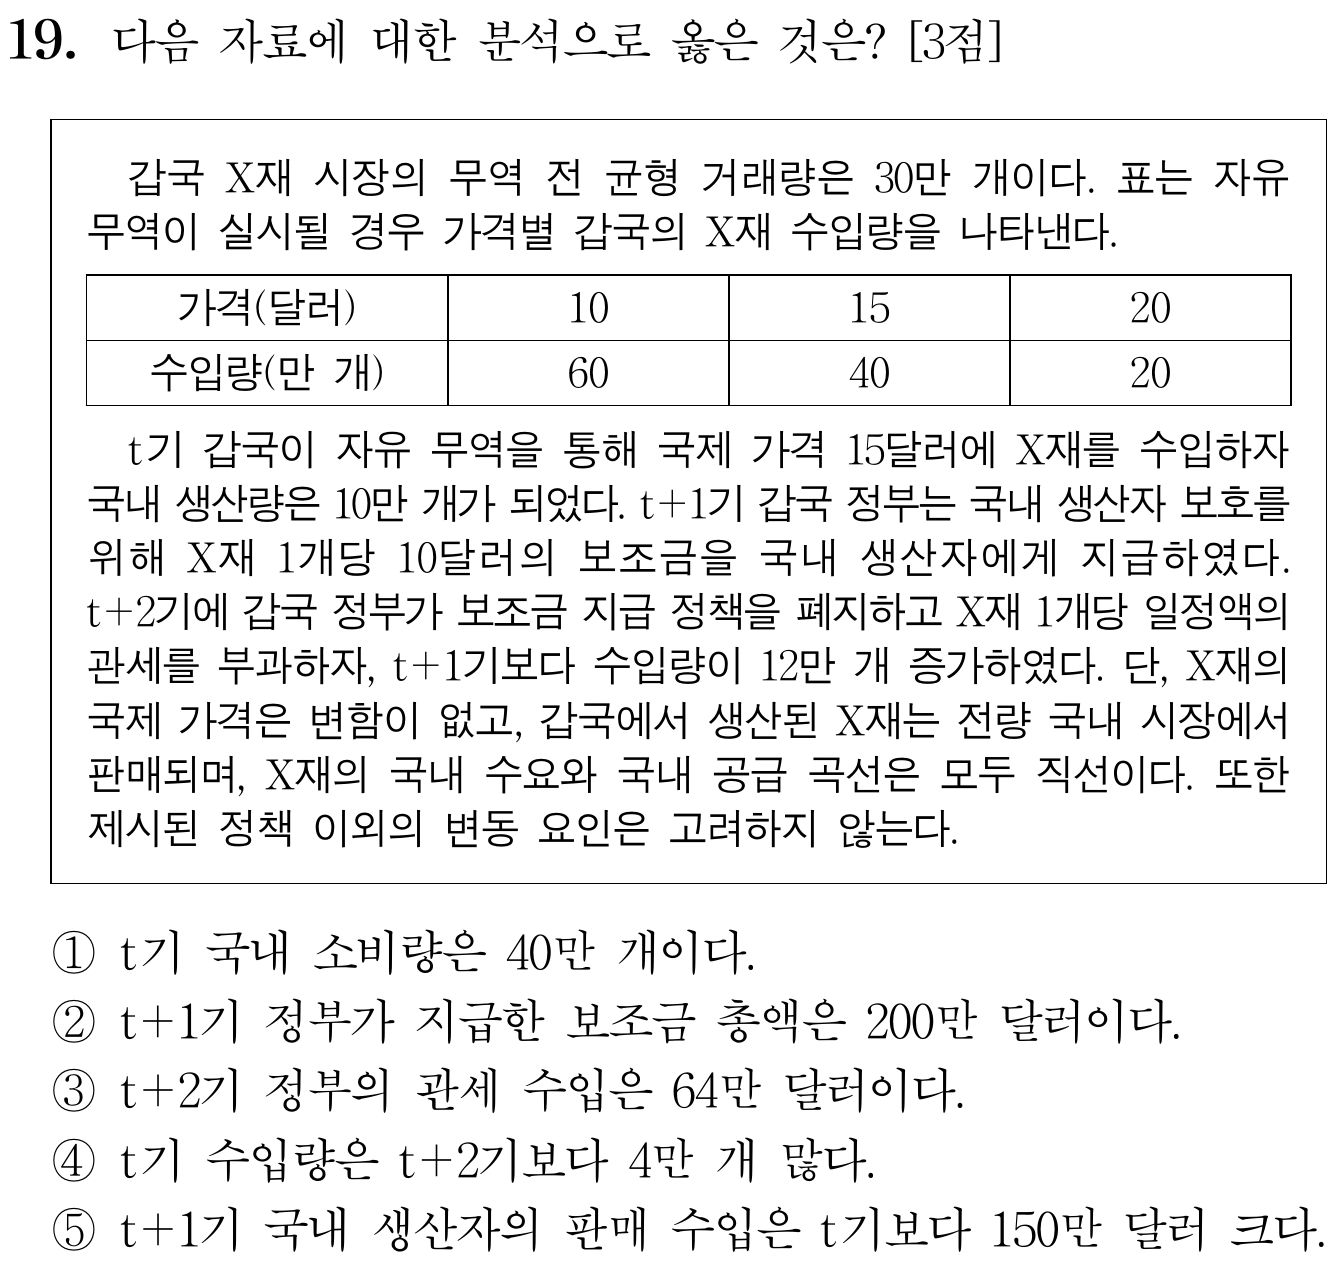 19. 다음 자료에 대한 분석으로 옳은 것은? [3점]
갑국 X재 시장의 무역 전 균형 거래량은 30만 개이다. 표는 자유
무역이 실시될 경우 가격별 갑국의 X재 수입량을 나타낸다.
가격(달러) 10 15 20
수입량(만 개) 60 40 20
t기 갑국이 자유 무역을 통해 국제 가격 15달러에 X재를 수입하자
국내 생산량은 10만 개가 되었다. t+1기 갑국 정부는 국내 생산자 보호를
위해 X재 1개당 10달러의 보조금을 국내 생산자에게 지급하였다.
t+2기에 갑국 정부가 보조금 지급 정책을 폐지하고 X재 1개당 일정액의
관세를 부과하자, t+1기보다 수입량이 12만 개 증가하였다. 단, X재의
국제 가격은 변함이 없고, 갑국에서 생산된 X재는 전량 국내 시장에서
판매되며, X재의 국내 수요와 국내 공급 곡선은 모두 직선이다. 또한
제시된 정책 이외의 변동 요인은 고려하지 않는다.
① t기 국내 소비량은 40만 개이다.
② t+1기 정부가 지급한 보조금 총액은 200만 달러이다.
③ t+2기 정부의 관세 수입은 64만 달러이다.
④ t기 수입량은 t+2기보다 4만 개 많다.
⑤ t+1기 국내 생산자의 판매 수입은 t기보다 150만 달러 크다.